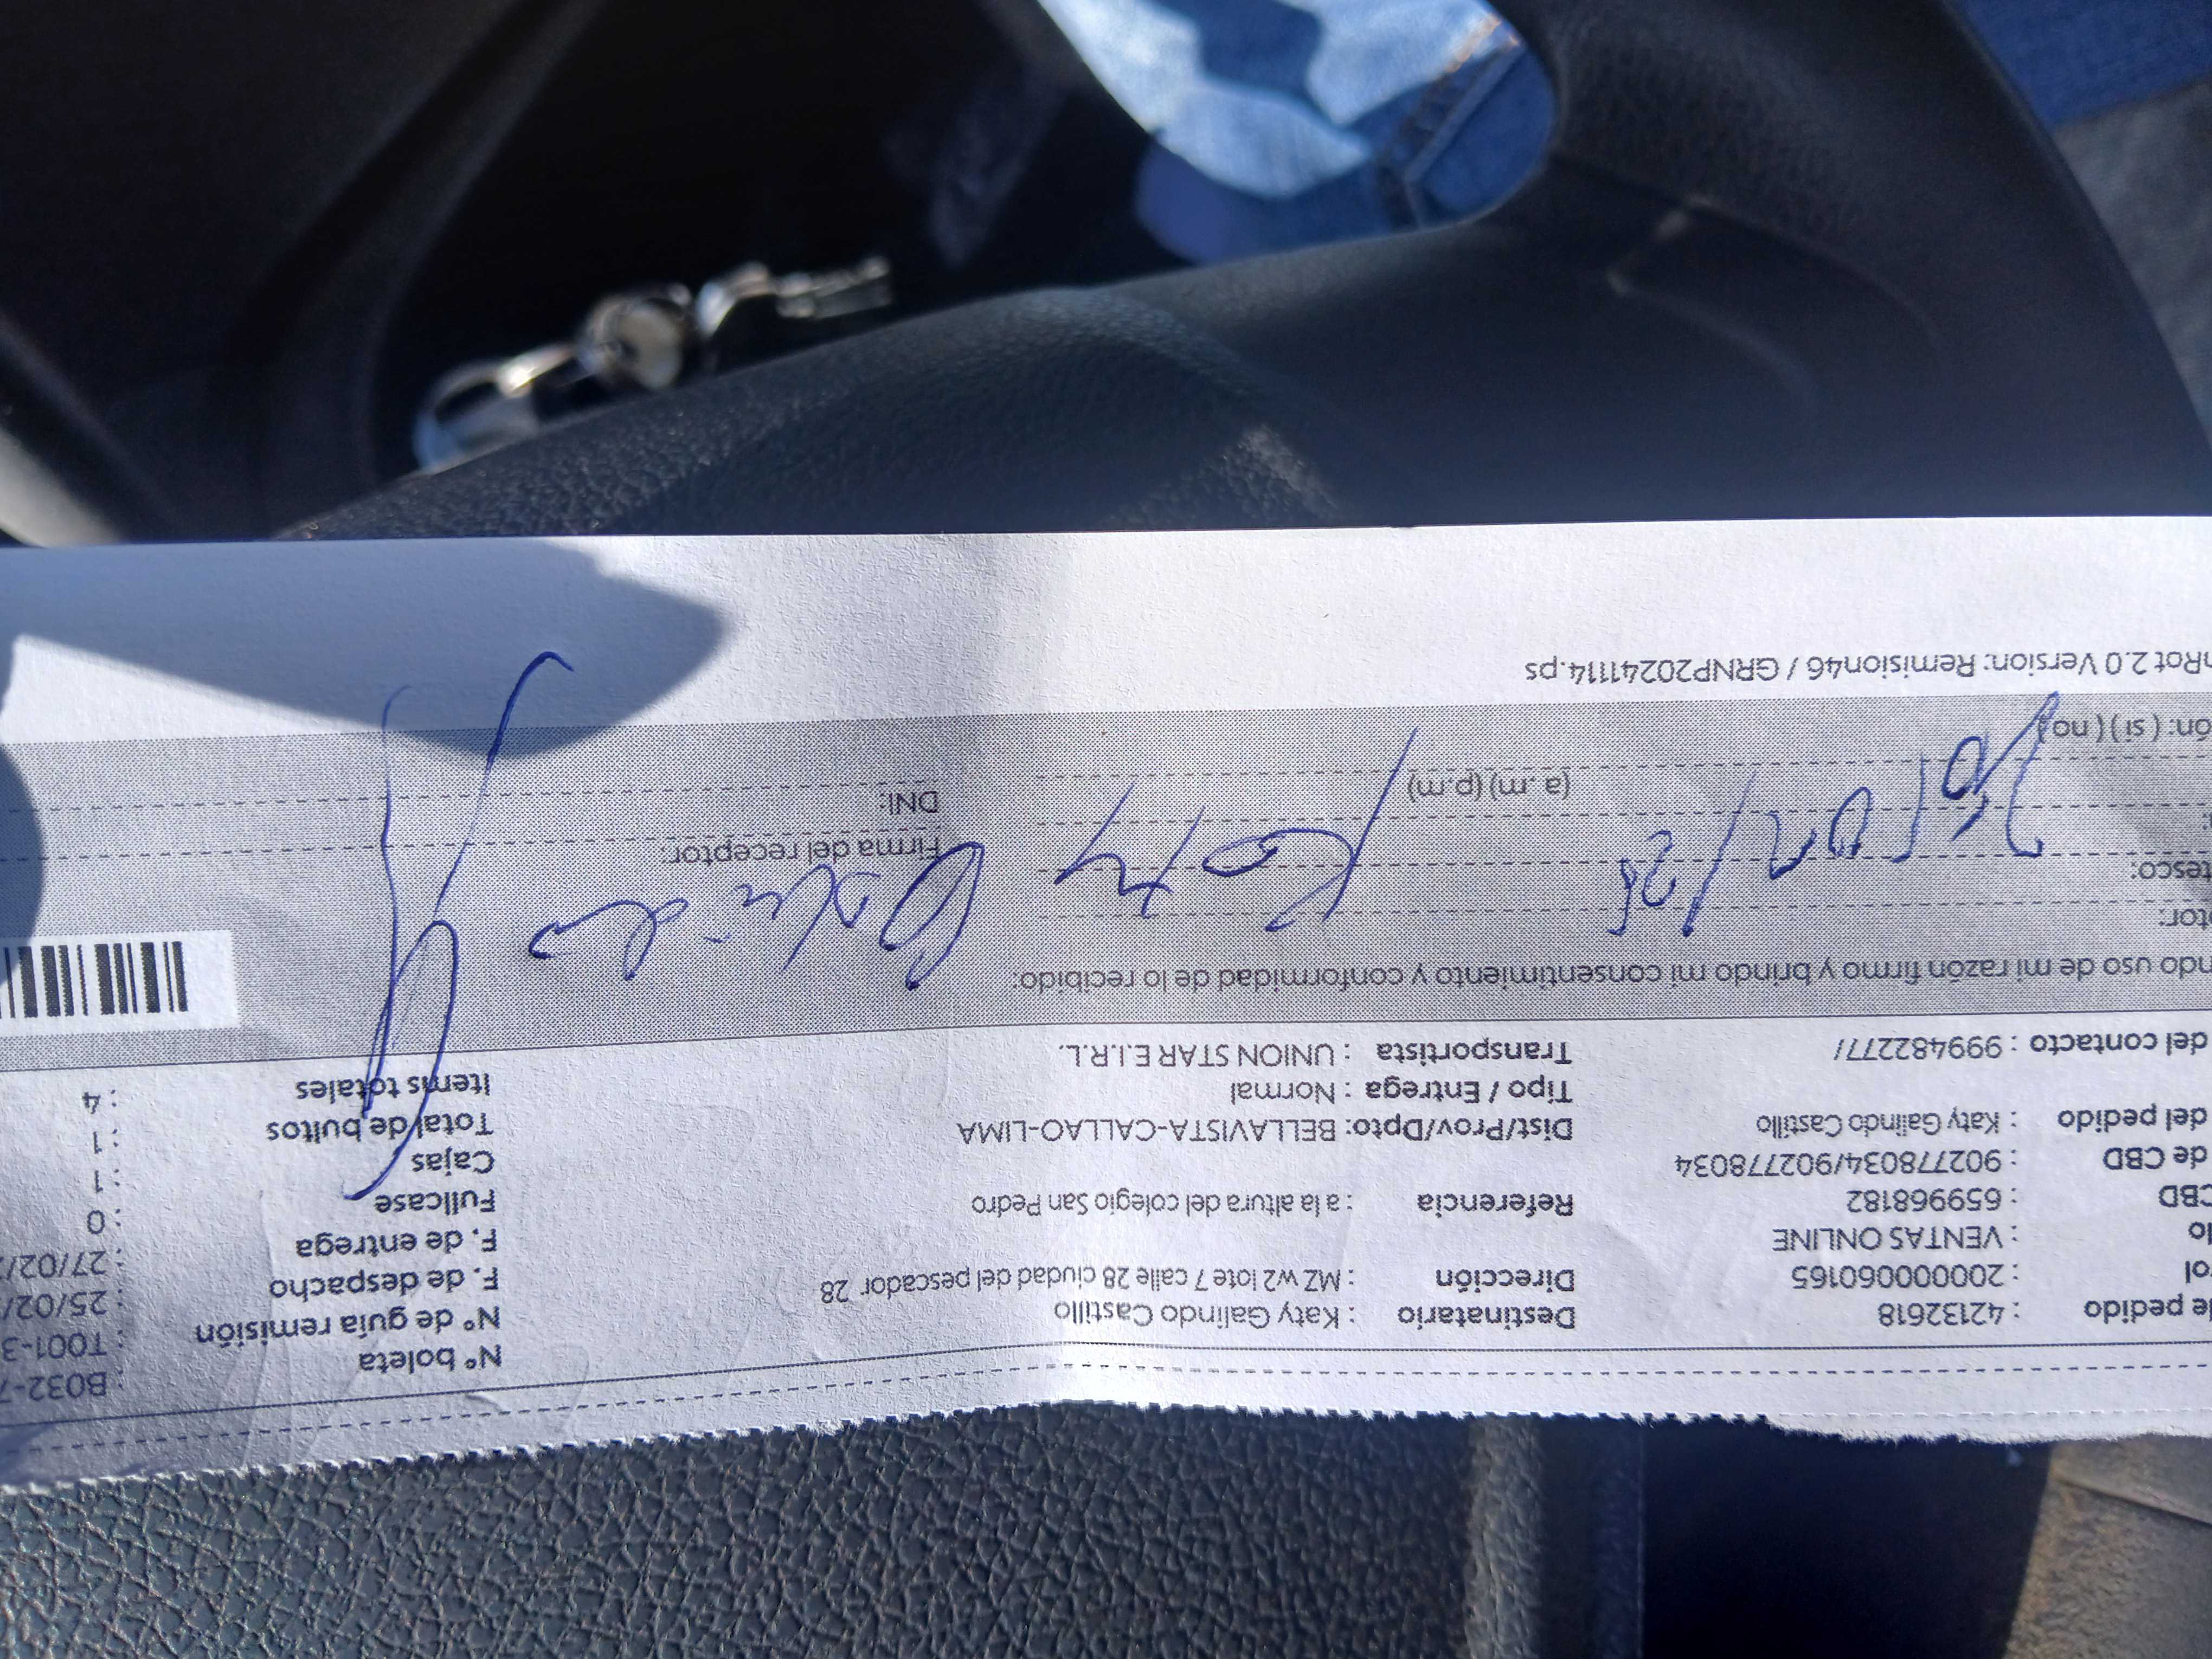 N° boleta : B032-7
N° de guía remisión : T001-3
de pedido : 42132618
Destinatario : Katy Galindo Castillo
F. de despacho : 25/02/
rol : 20000060165
Dirección : MZ w2 lote 7 calle 28 ciudad del pescador 28
F. de entrega : 27/02/2
lo : VENTAS ONLINE
Fullcase : 0
CBD : 659968182
Referencia : a la altura del colegio San Pedro
Cajas : 1
de CBD : 902778034/902778034
Total de bultos : 1
del pedido : Katy Galindo Castillo
Dist/Prov/Dpto: BELLAVISTA-CALLAO-LIMA
Items totales : 4
Tipo / Entrega : Normal
del contacto : 999482277/
Transportista : UNION STAR E.I.R.L.
ndo uso de mi razón firmo y brindo mi consentimiento y conformidad de lo recibido:
tor:
tesco:
Katy
Firma del receptor:
DNI:
(a.m) (p.m)
ón: ( si ) ( no )
nRot 2.0 Version: Remision46 / GRNP20241114.ps